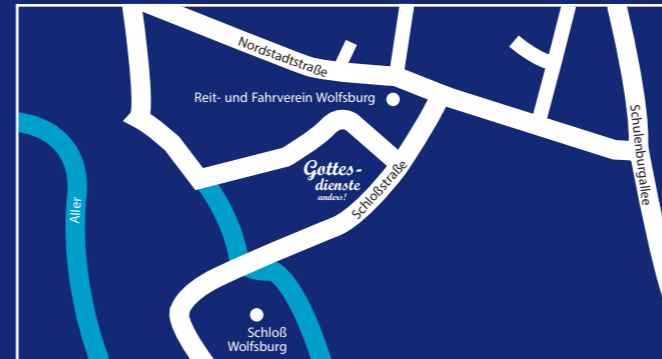 Nordstadtstraße
Reit- und Fahrverein Wolfsburg
Schulenburgallee
Gottes-
dienste
anders!
Schloßstraße
Aller
Schloß
Wolfsburg